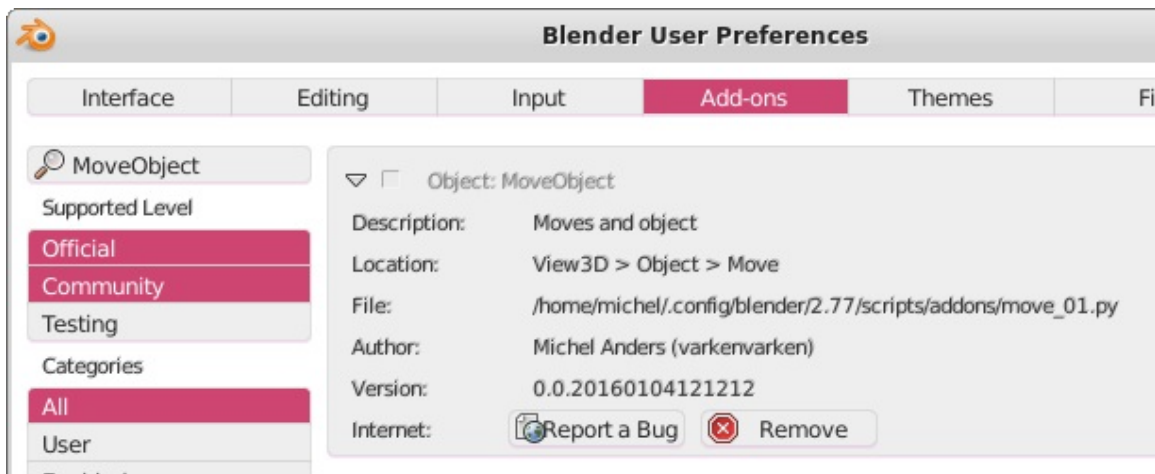 Blender User Preferences
Interface Editing Input Add-ons Themes
MoveObject
Supported Level
Official
Community
Testing
Categories
All
User
Object: MoveObject
Description: Moves and object
Location: View3D > Object > Move
File: /home/michel/.config/blender/2.77/scripts/addons/move_01.py
Author: Michel Anders (varkenvarken)
Version: 0.0.20160104121212
Internet: Report a Bug Remove